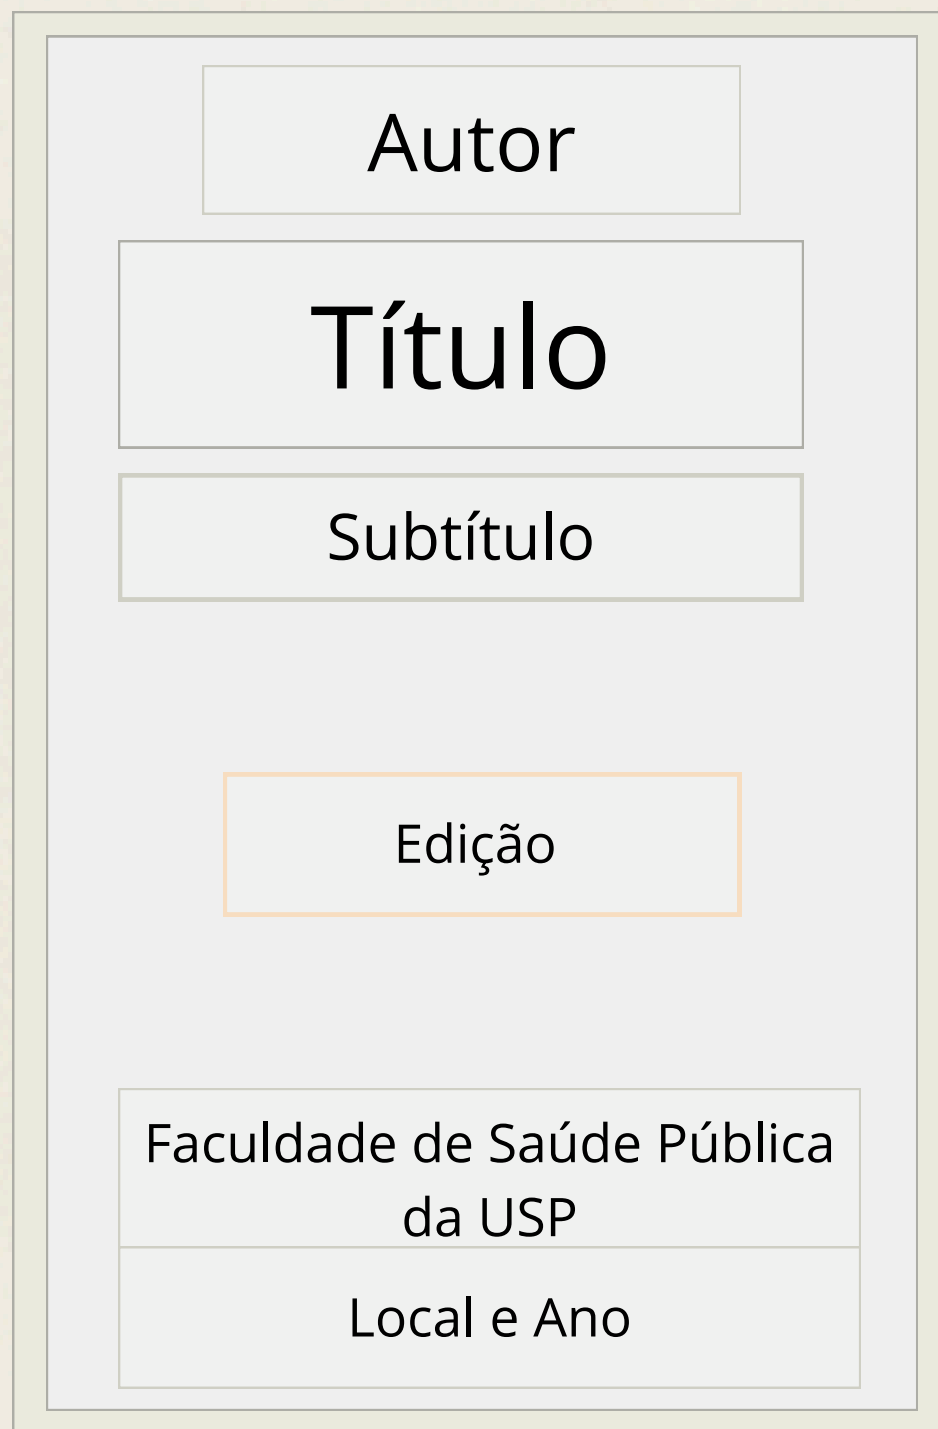 Autor
Título
Subtítulo
Edição
Faculdade de Saúde Pública
da USP
Local e Ano